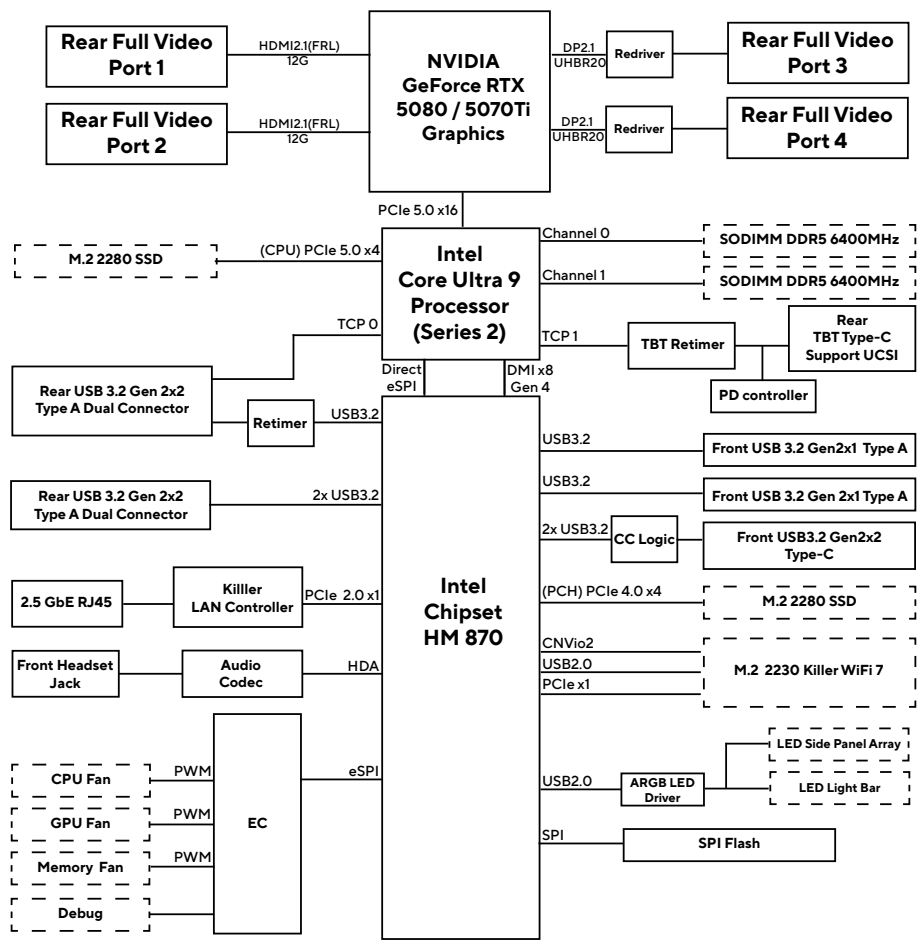 Rear Full Video
Port 1
HDMI2.1(FRL)
12G
NVIDIA
GeForce RTX
5080 / 5070Ti
Graphics
DP2.1
UHBR20
Redriver
Rear Full Video
Port 3
Rear Full Video
Port 2
HDMI2.1(FRL)
12G
DP2.1
UHBR20
Redriver
Rear Full Video
Port 4
PCIe 5.0 x16
M.2 2280 SSD
(CPU) PCIe 5.0 x4
Intel
Core Ultra 9
Processor
(Series 2)
Channel 0
SODIMM DDR5 6400MHz
Channel 1
SODIMM DDR5 6400MHz
TCP 0
TCP 1
TBT Retimer
Rear
TBT Type-C
Support UCSI
PD controller
Direct
eSPI
DMI x8
Gen 4
Rear USB 3.2 Gen 2x2
Type A Dual Connector
Retimer
USB3.2
USB3.2
Front USB 3.2 Gen2x1 Type A
Rear USB 3.2 Gen 2x2
Type A Dual Connector
2x USB3.2
USB3.2
Front USB 3.2 Gen 2x1 Type A
2x USB3.2
CC Logic
Front USB3.2 Gen2x2
Type-C
Intel
Chipset
HM 870
2.5 GbE RJ45
Killler
LAN Controller
PCIe 2.0 x1
(PCH) PCIe 4.0 x4
M.2 2280 SSD
Front Headset
Jack
Audio
Codec
HDA
CNVio2
USB2.0
PCIe x1
M.2 2230 Killer WiFi 7
CPU Fan
PWM
GPU Fan
PWM
Memory Fan
PWM
Debug
EC
eSPI
USB2.0
ARGB LED
Driver
LED Side Panel Array
LED Light Bar
SPI
SPI Flash